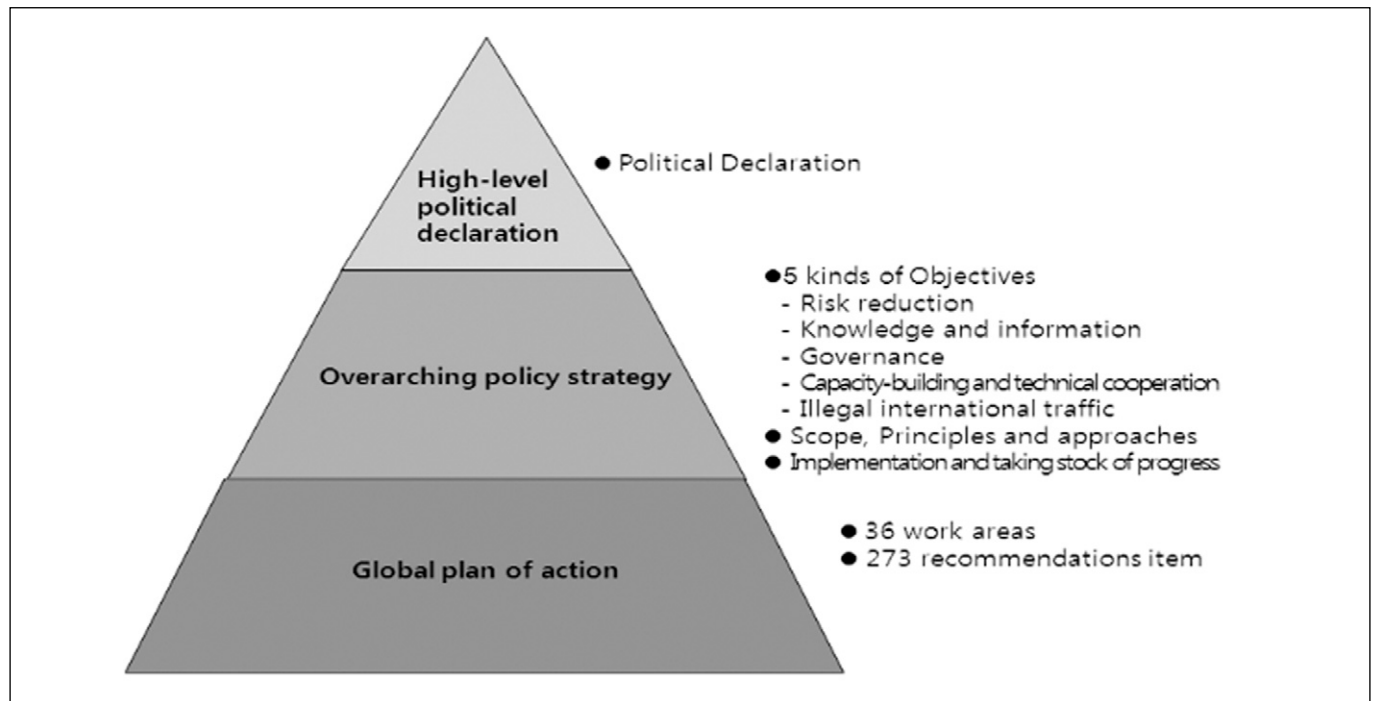 High-level
political
declaration
● Political Declaration
Overarching policy strategy
●5 kinds of Objectives
- Risk reduction
- Knowledge and information
- Governance
- Capacity-building and technical cooperation
- Illegal international traffic
● Scope, Principles and approaches
● Implementation and taking stock of progress
Global plan of action
● 36 work areas
● 273 recommendations item